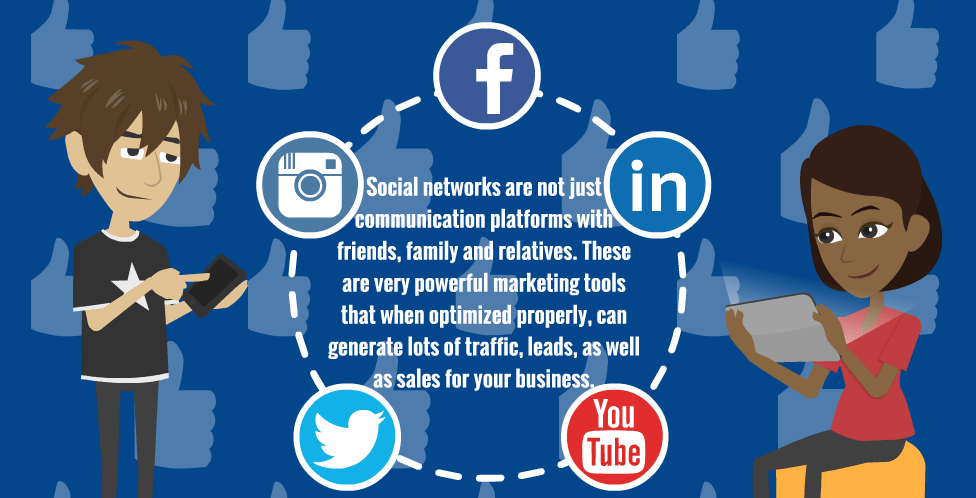 f
in
Social networks are not just
communication platforms with
friends, family and relatives. These
are very powerful marketing tools
that when optimized properly, can
generate lots of traffic, leads, as well
as sales for your business.
You
Tube